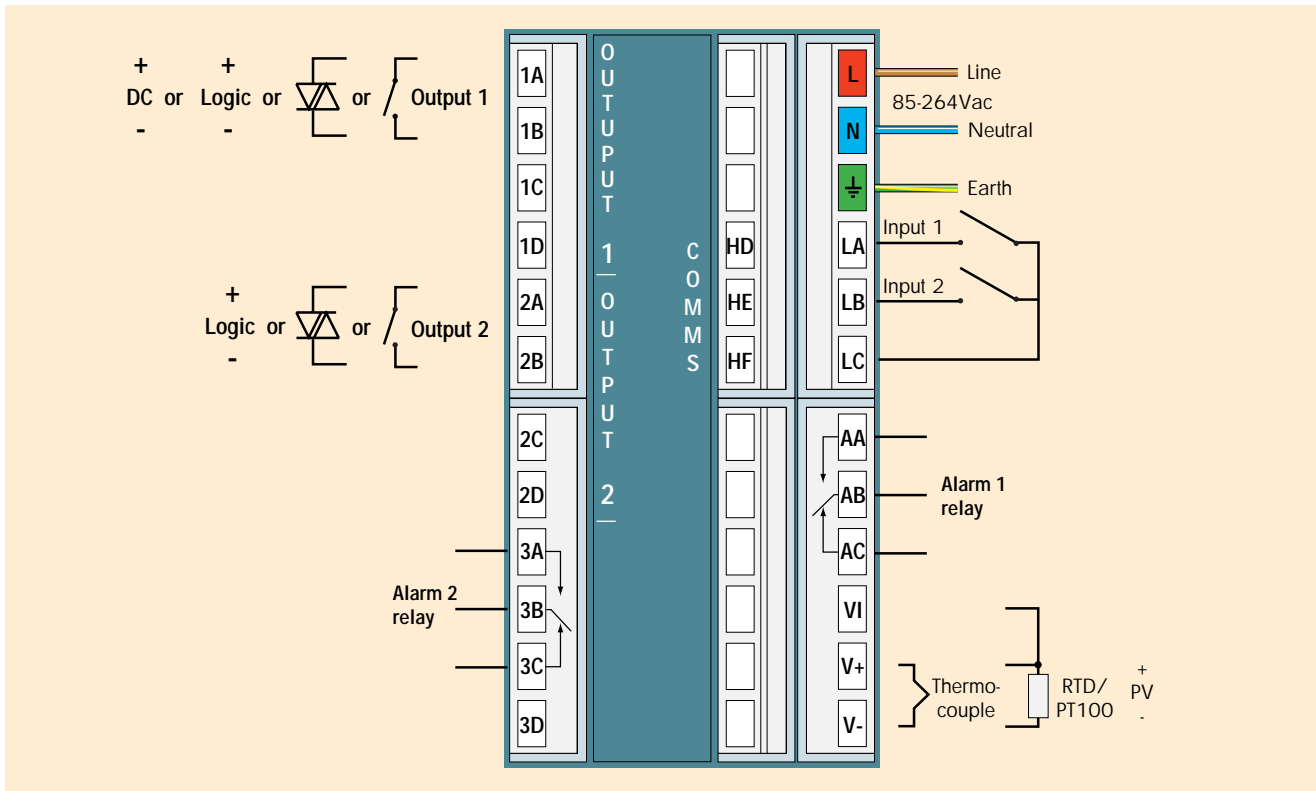 + +
DC or Logic or or Output 1
- -
+
Logic or or Output 2
-
Alarm 2
relay
1A
1B
1C
1D
2A
2B
2C
2D
3A
3B
3C
3D
OUTUPUT 1
OUTPUT 2
COMMS
HD
HE
HF
L
N
LA
LB
LC
AA
AB
AC
VI
V+
V-
Line
85-264Vac
Neutral
Earth
Input 1
Input 2
Alarm 1
relay
Thermo-
couple
RTD/
PT100
+
PV
-